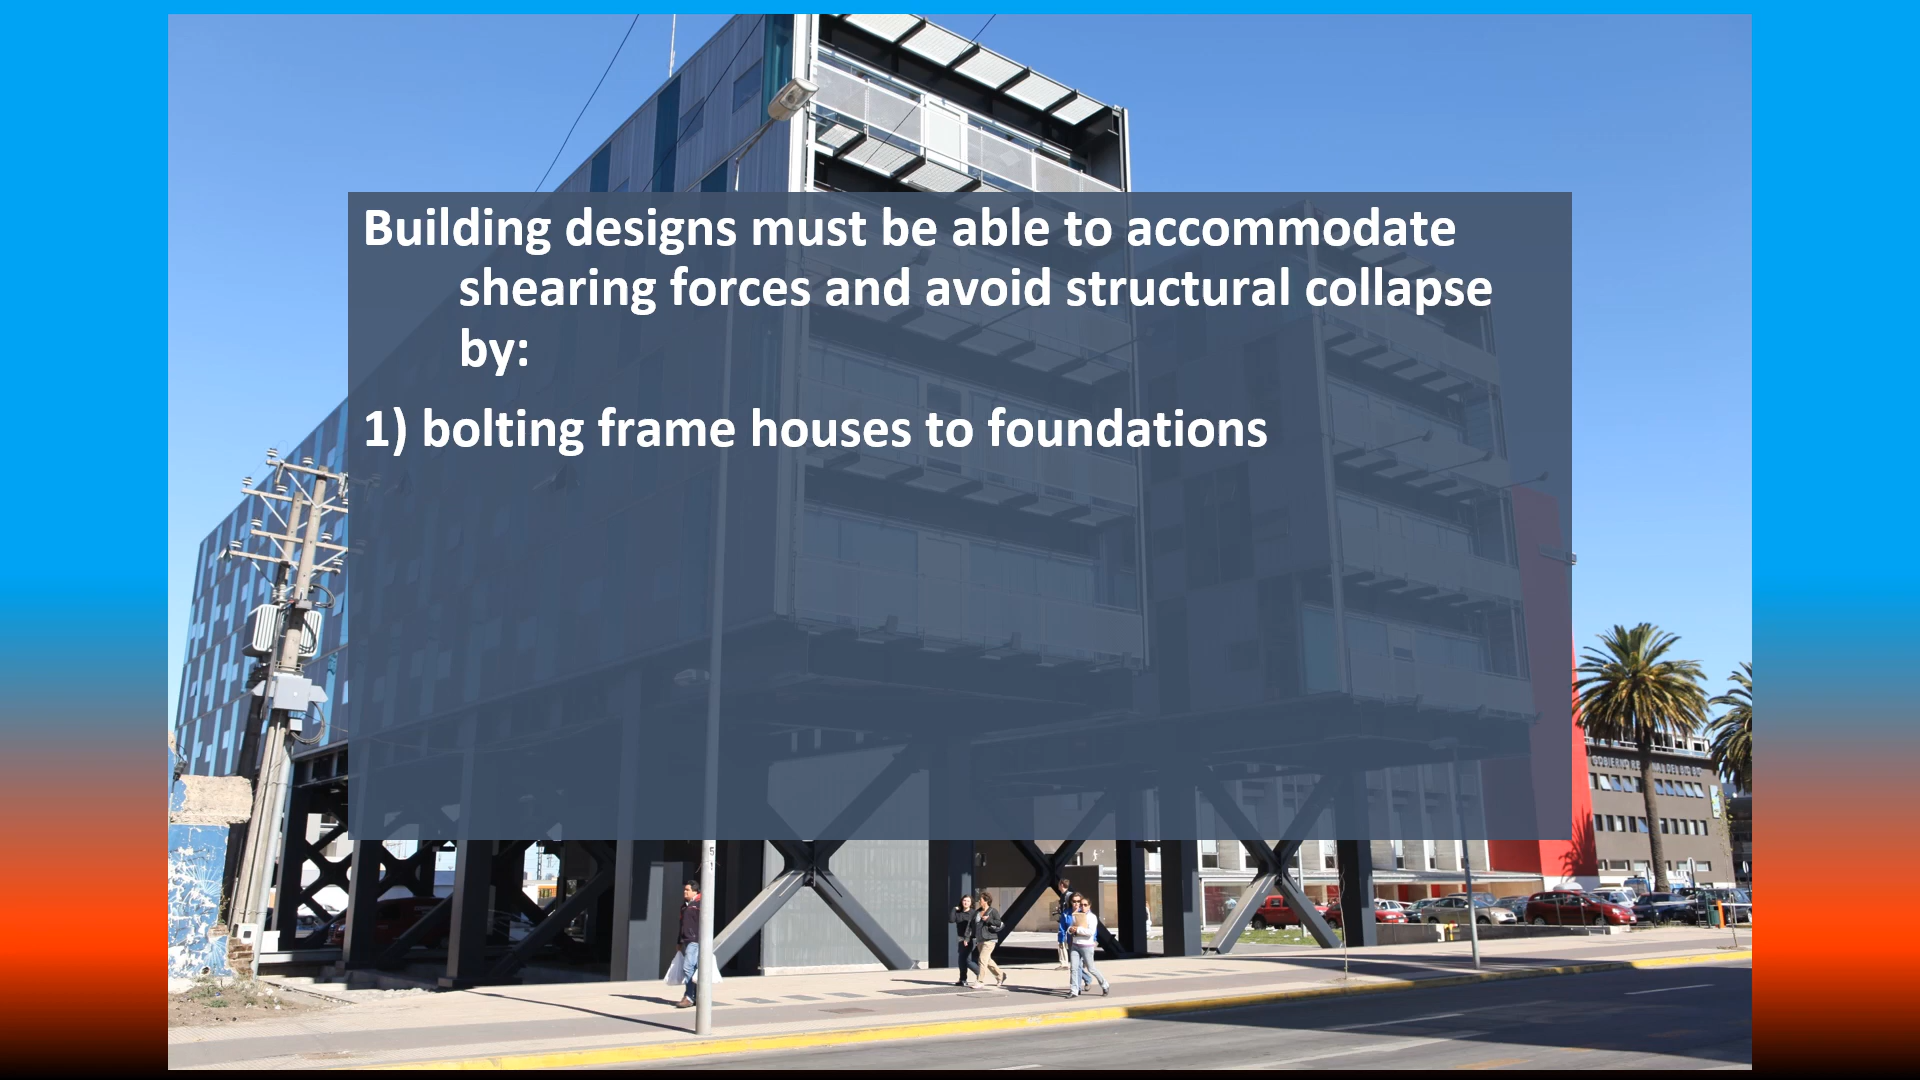 Building designs must be able to accommodate
shearing forces and avoid structural collapse
by:
1) bolting frame houses to foundations